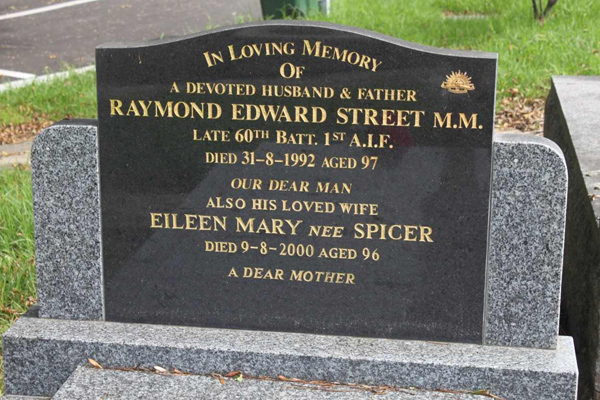 IN LOVING MEMORY
OF
A DEVOTED HUSBAND & FATHER
RAYMOND EDWARD STREET M.M.
LATE 60TH BATT. 1ST A.I.F.
DIED 31-8-1992 AGED 97
OUR DEAR MAN
ALSO HIS LOVED WIFE
EILEEN MARY NEE SPICER
DIED 9-8-2000 AGED 96
A DEAR MOTHER